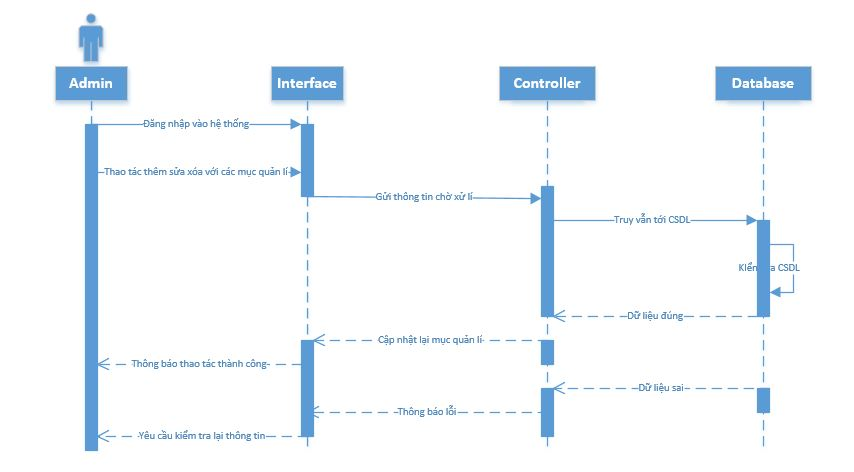 Admin
Interface
Controller
Database
Đăng nhập vào hệ thống
Thao tác thêm sửa xóa với các mục quản lí
Gửi thông tin chờ xử lí
Truy vẫn tới CSDL
CSDL
Dữ liệu đúng
Cập nhật lại mục quản lí
Thông báo thao tác thành công
Dữ liệu sai
Thông báo lỗi
Yêu cầu kiểm tra lại thông tin